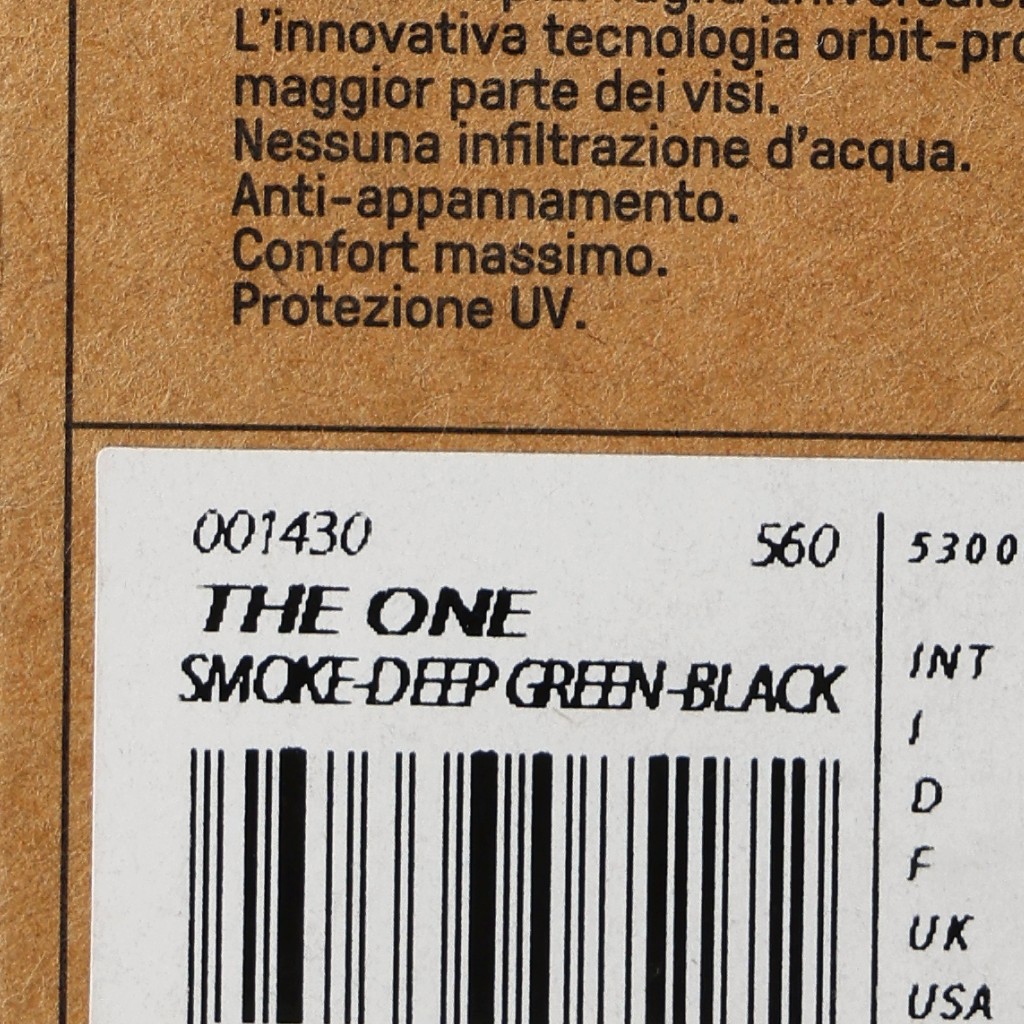 L'innovativa tecnologia orbit-pro
maggior parte dei visi.
Nessuna infiltrazione d'acqua.
Anti-appannamento.
Confort massimo.
Protezione UV.
001430 S60
THE ONE
SMOKE-DEEP GREEN-BLACK
5300
INT
I
D
F
UK
USA